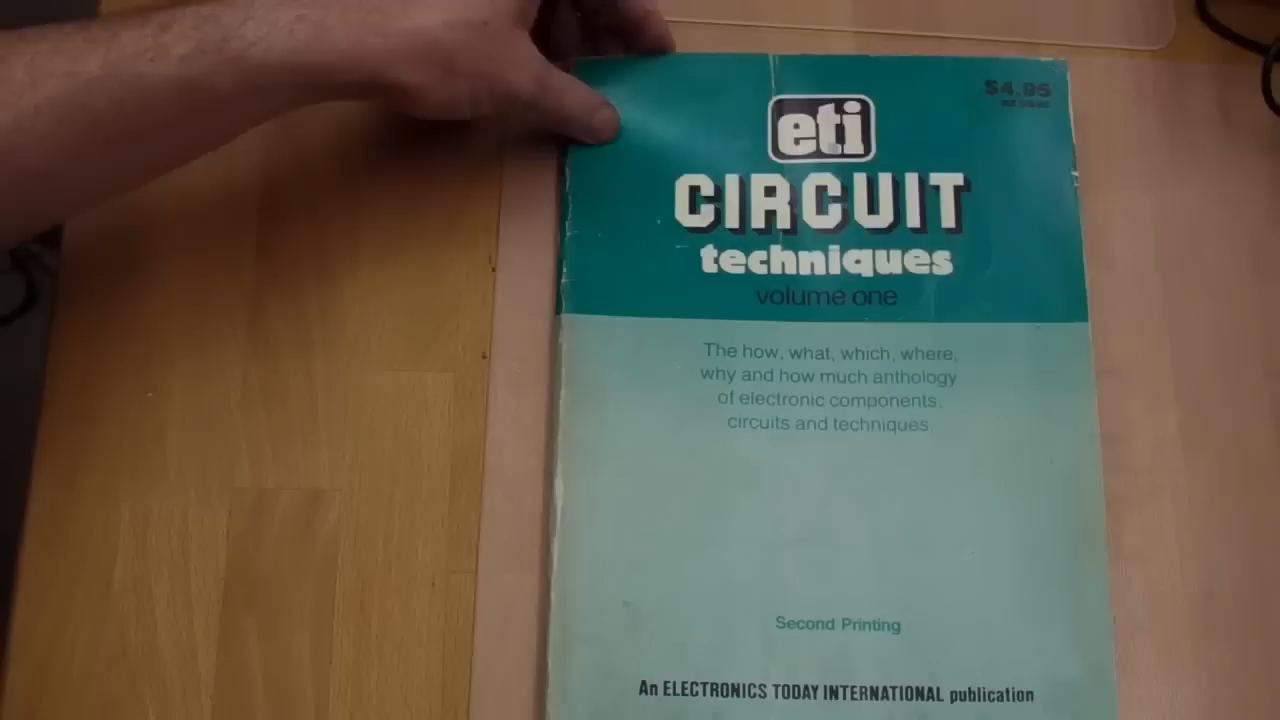 $4.95
eti
CIRCUIT
techniques
volume one
The how, what, which, where,
why and how much anthology
of electronic components,
circuits and techniques.
Second Printing
An ELECTRONICS TODAY INTERNATIONAL publication